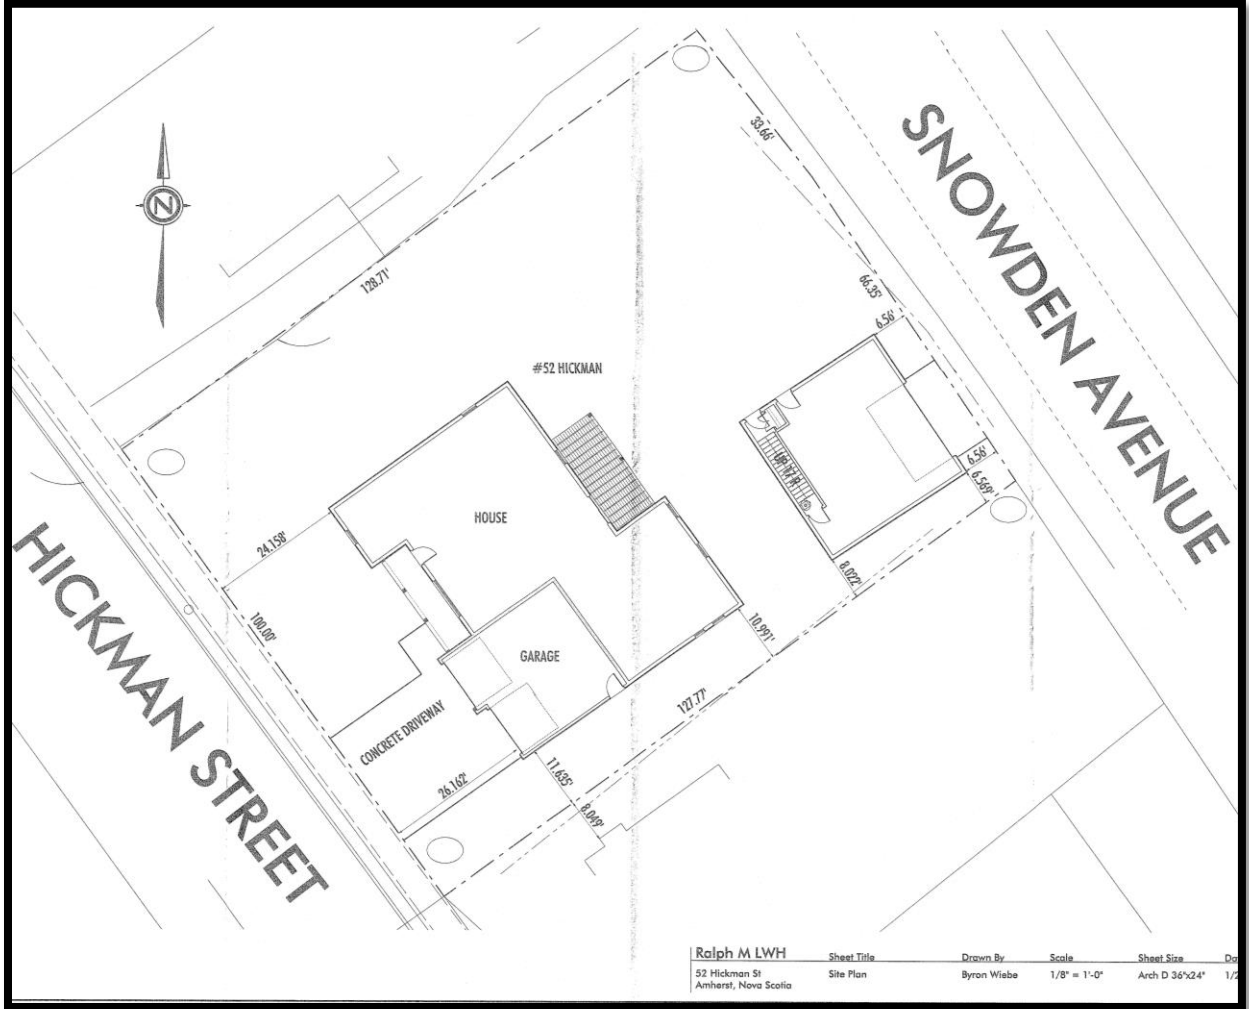 SNOWDEN AVENUE
33.66'
N
128.71'
66.35'
6.56'
#52 HICKMAN
6.56'
6.569'
UP 17 R
HOUSE
24.158'
8.022'
100.00'
10.991'
HICKMAN STREET
GARAGE
127.77'
CONCRETE DRIVEWAY
26.162'
11.635'
8.049'
Ralph M LWH
52 Hickman St
Amherst, Nova Scotia
Sheet Title
Site Plan
Drawn By
Byron Wiebe
Scale
1/8" = 1'-0"
Sheet Size
Arch D 36"x24"